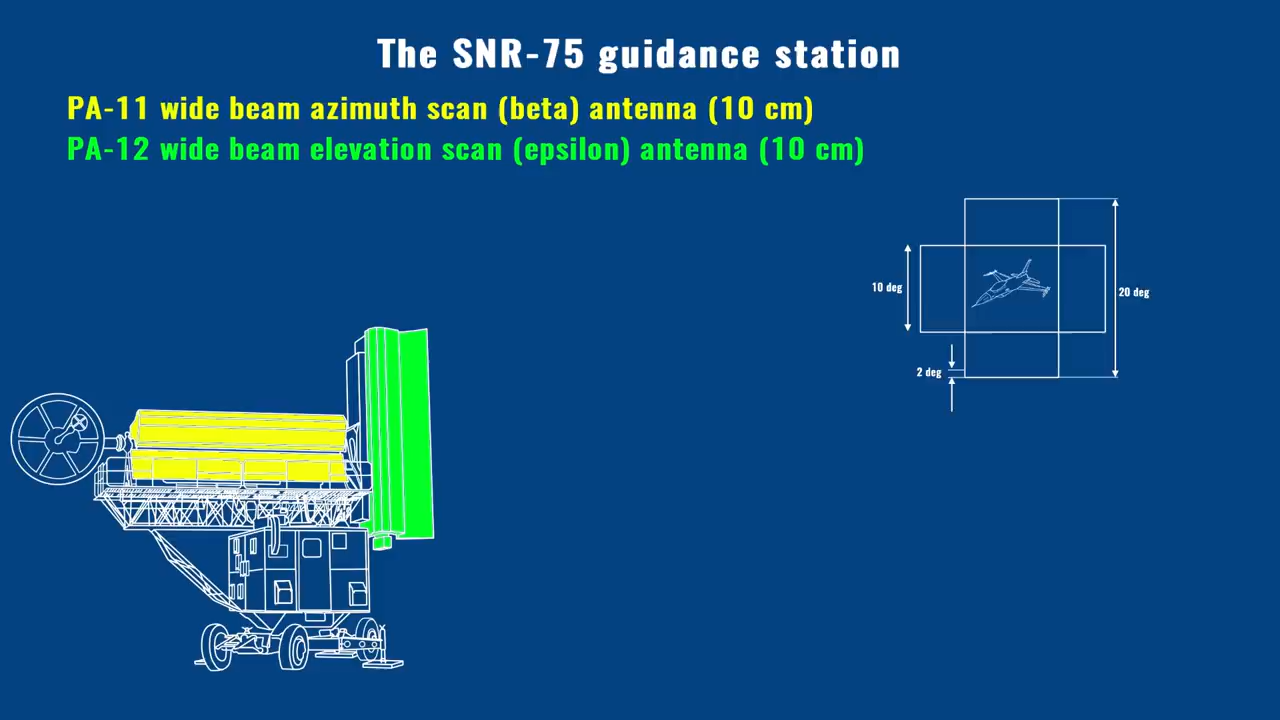 The SNR-75 guidance station
PA-11 wide beam azimuth scan (beta) antenna (10 cm)
PA-12 wide beam elevation scan (epsilon) antenna (10 cm)
10 deg
20 deg
2 deg